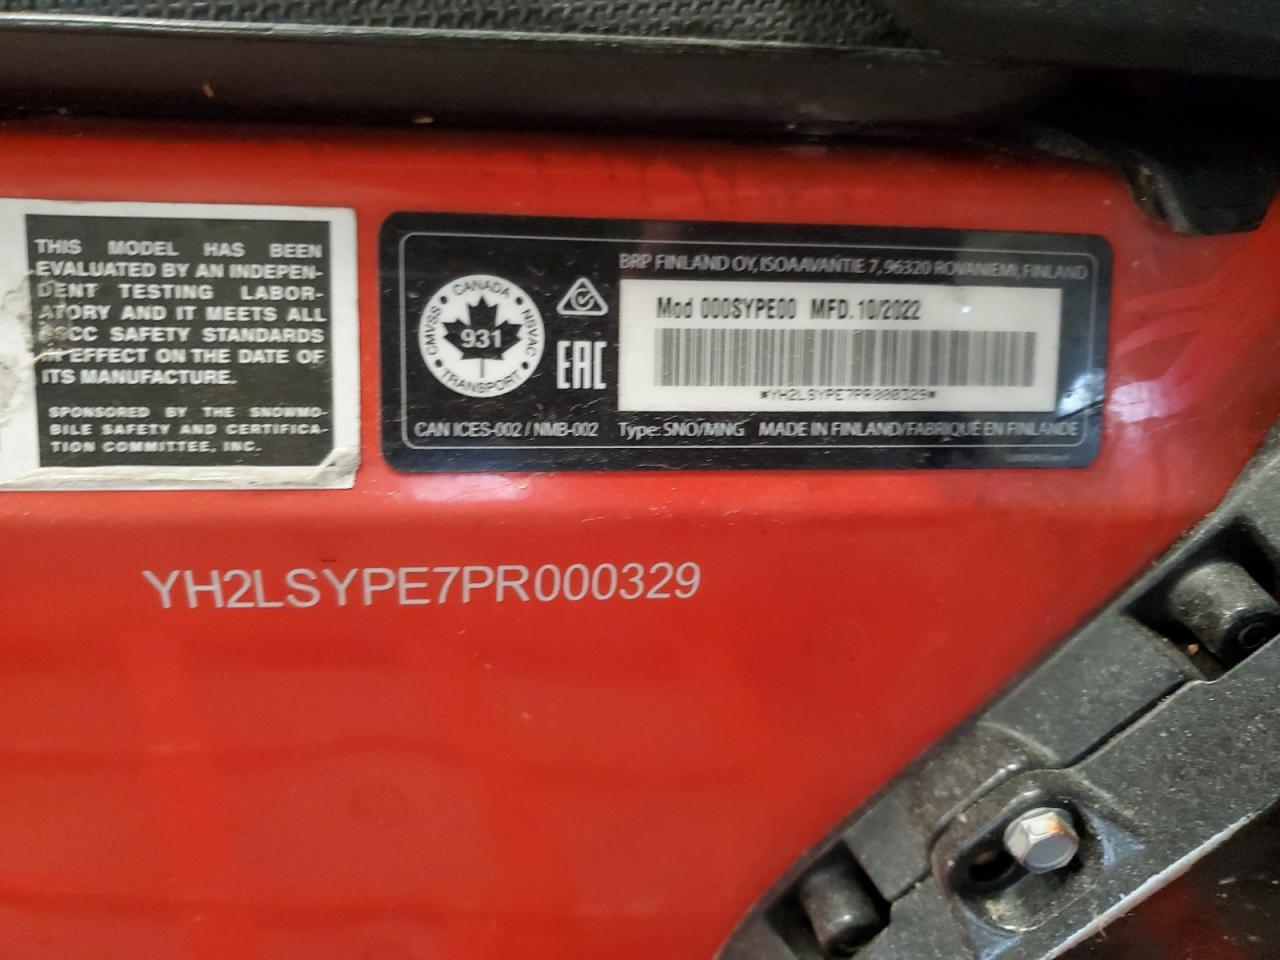 THIS MODEL HAS BEEN
EVALUATED BY AN INDEPEN-
DENT TESTING LABOR-
ATORY AND IT MEETS ALL
SSCC SAFETY STANDARDS
IN EFFECT ON THE DATE OF
ITS MANUFACTURE.
SPONSORED BY THE SNOWMO-
BILE SAFETY AND CERTIFICA-
TION COMMITTEE, INC.
BRP FINLAND OY, ISOAAVANTIE 7, 96320 ROVANIEMI, FINLAND
CANADA
CMVSS
931
NSVAC
TRANSPORT
EAC
Mod 000SYPE00 MFD. 10/2022
*YH2LSYPE7PR000329*
CAN ICES-002 / NMB-002 Type: SNO/MNG MADE IN FINLAND/FABRIQUÉ EN FINLANDE
YH2LSYPE7PR000329